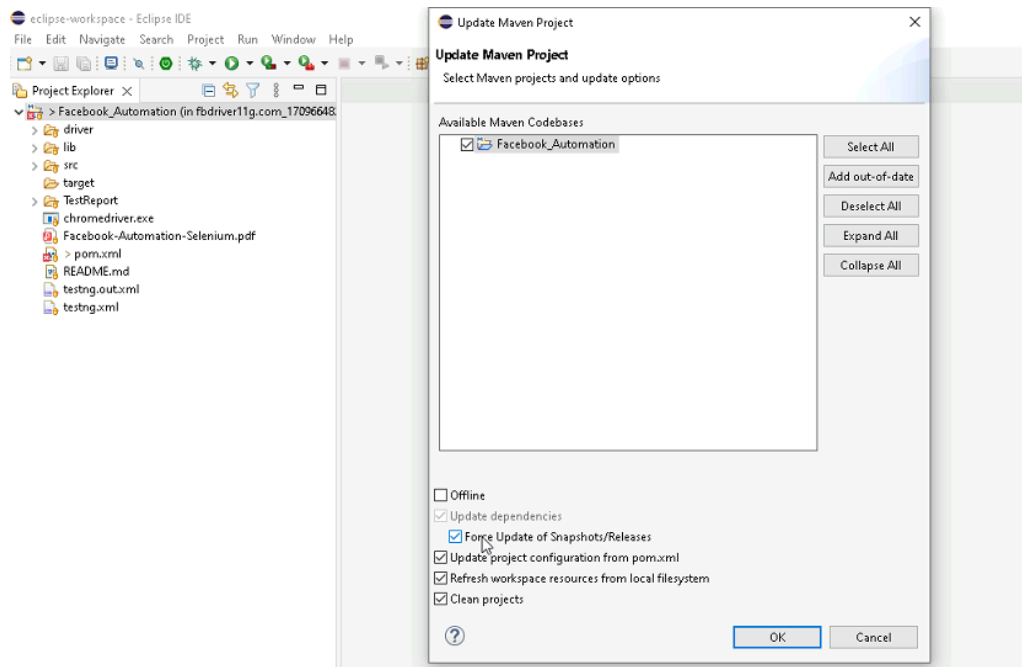 eclipse-workspace - Eclipse IDE
File Edit Navigate Search Project Run Window Help
Project Explorer
> Facebook_Automation (in fbdriver11g.com_17096648
driver
lib
src
target
TestReport
chromedriver.exe
Facebook-Automation-Selenium.pdf
> pom.xml
README.md
testng.out.xml
testng.xml
Update Maven Project
Update Maven Project
Select Maven projects and update options
Available Maven Codebases
Facebook_Automation
Select All
Add out-of-date
Deselect All
Expand All
Collapse All
Offline
Update dependencies
Force Update of Snapshots/Releases
Update project configuration from pom.xml
Refresh workspace resources from local filesystem
Clean projects
?
OK
Cancel